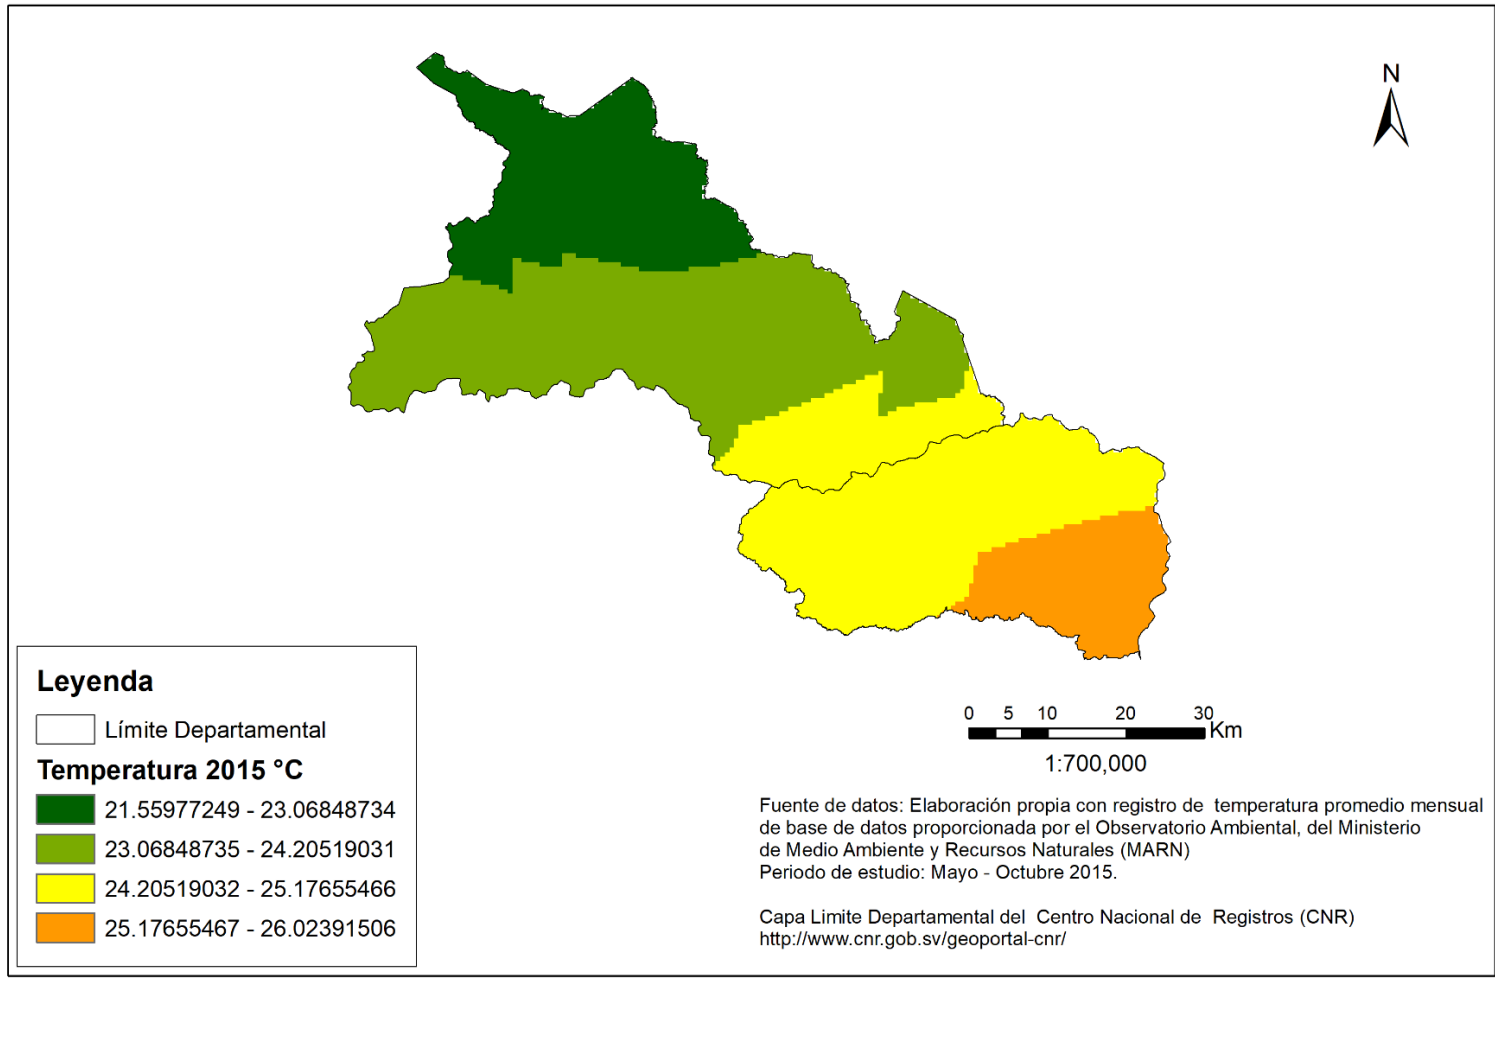 N
Leyenda
Límite Departamental
Temperatura 2015 °C
21.55977249 - 23.06848734
23.06848735 - 24.20519031
24.20519032 - 25.17655466
25.17655467 - 26.02391506
0 5 10 20 30
Km
1:700,000
Fuente de datos: Elaboración propia con registro de temperatura promedio mensual
de base de datos proporcionada por el Observatorio Ambiental, del Ministerio
de Medio Ambiente y Recursos Naturales (MARN)
Periodo de estudio: Mayo - Octubre 2015.
Capa Limite Departamental del Centro Nacional de Registros (CNR)
http://www.cnr.gob.sv/geoportal-cnr/